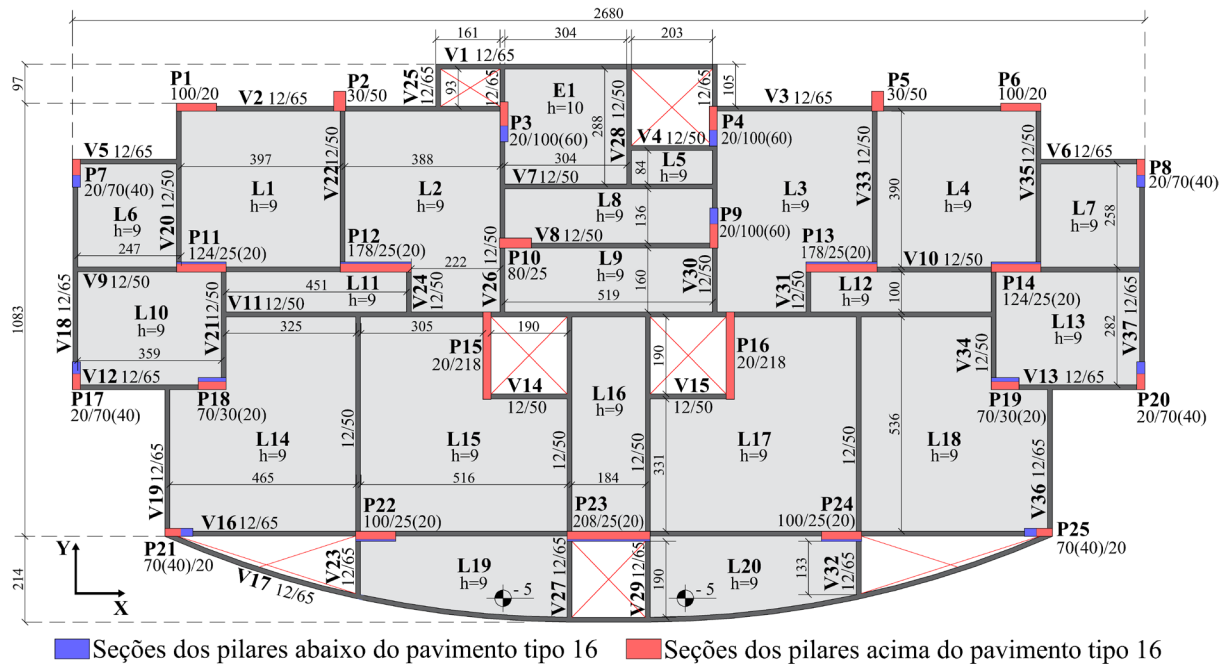 2680
161 304 203
V1 12/65
97
P1
100/20
V2 12/65
P2
30/50
V25
12/65
93
12/65
E1
h=10
288
12/50
V28
105
V3 12/65
P5
30/50
P6
100/20
P3
20/100(60)
P4
20/100(60)
V4 12/50
V5 12/65
P7
20/70(40)
397
388
304
V7 12/50
84
L5
h=9
V6 12/65
P8
20/70(40)
V20 12/50
L1
h=9
V22 12/50
L2
h=9
L3
h=9
V33 12/50
390
L4
h=9
V35 12/50
L6
h=9
247
L7
h=9
258
L8
h=9
136
P9
20/100(60)
P11
124/25(20)
P12
178/25(20)
12/50
V8 12/50
P10
80/25
L9
h=9
160
519
P13
178/25(20)
V10 12/50
P14
124/25(20)
V9 12/50
222
451
L11
h=9
V11 12/50
V24
12/50
V26
V30
12/50
V31
12/50
L12
h=9
100
1083
V18 12/65
L10
h=9
359
V21 12/50
325
305
190
P15
20/218
190
P16
20/218
V34
12/50
L13
h=9
V37 12/65
282
V12 12/65
P17
20/70(40)
P18
70/30(20)
V14
12/50
L16
h=9
V15
12/50
P19
70/30(20)
V13 12/65
P20
20/70(40)
V19 12/65
L14
h=9
465
12/50
L15
h=9
516
12/50
184
12/50
331
L17
h=9
12/50
536
L18
h=9
V36 12/65
V16 12/65
P21
70(40)/20
P22
100/25(20)
P23
208/25(20)
P24
100/25(20)
P25
70(40)/20
214
Y
X
V17 12/65
V23
12/65
L19
h=9
- 5
V27 12/65
V29 12/65
190
L20
h=9
- 5
133
V32
12/65
Seções dos pilares abaixo do pavimento tipo 16 Seções dos pilares acima do pavimento tipo 16